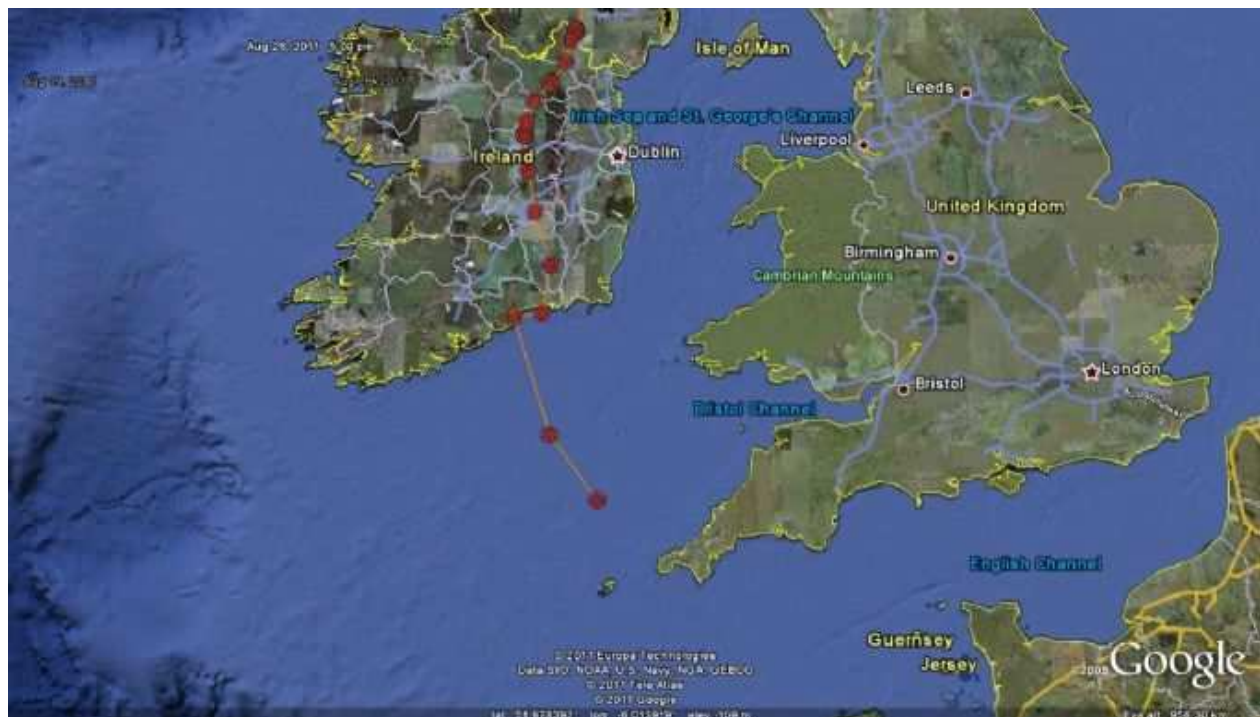 Isle of Man
Leeds
Irish Sea and St. George's Channel
Liverpool
Ireland
Dublin
United Kingdom
Birmingham
Cambrian Mountains
London
Bristol
Bristol Channel
English Channel
Guernsey
Jersey
© 2011 Europa Technologies
Data SIO, NOAA, U.S. Navy, NGA, GEBCO
© 2011 Tele Atlas
© 2011 Google
Google